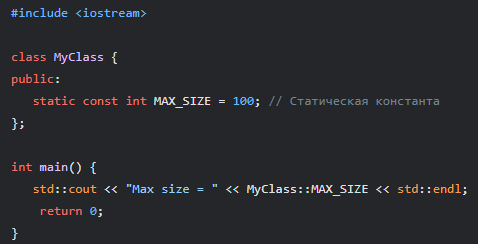 #include <iostream>
class MyClass {
public:
static const int MAX_SIZE = 100; // Статическая константа
};
int main() {
std::cout << "Max size = " << MyClass::MAX_SIZE << std::endl;
return 0;
}